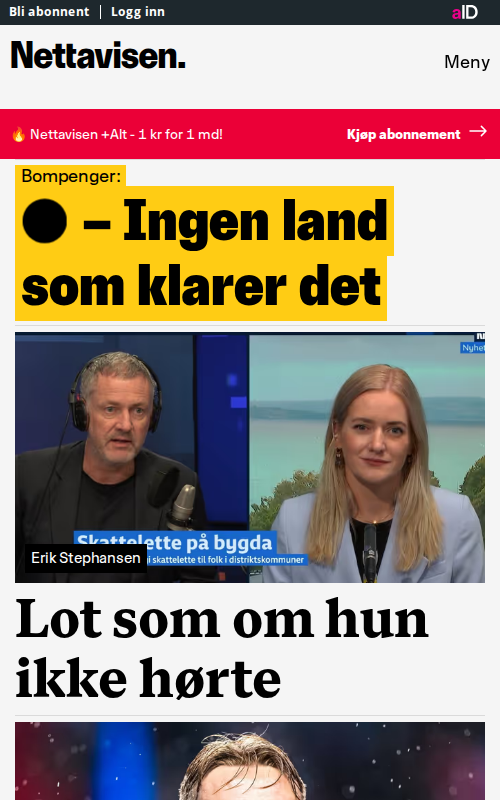 Bli abonnent | Logg inn
aID
Nettavisen.
Meny
🔥 Nettavisen +Alt - 1 kr for 1 md!
Kjøp abonnement →
Bompenger:
● – Ingen land
som klarer det
Skattelette på bygda
i skattelette til folk i distriktskommuner
Erik Stephansen
Lot som om hun
ikke hørte